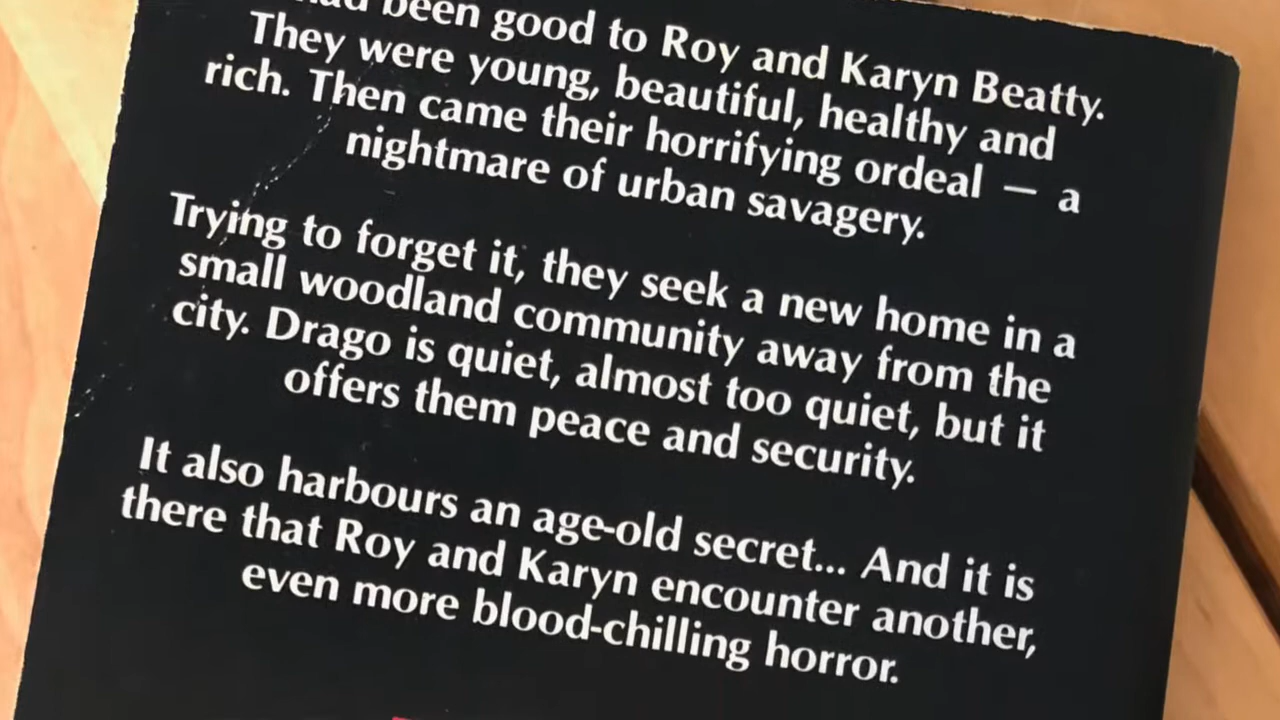 had been good to Roy and Karyn Beatty.
They were young, beautiful, healthy and
rich. Then came their horrifying ordeal — a
nightmare of urban savagery.
Trying to forget it, they seek a new home in a
small woodland community away from the
city. Drago is quiet, almost too quiet, but it
offers them peace and security.
It also harbours an age-old secret... And it is
there that Roy and Karyn encounter another,
even more blood-chilling horror.